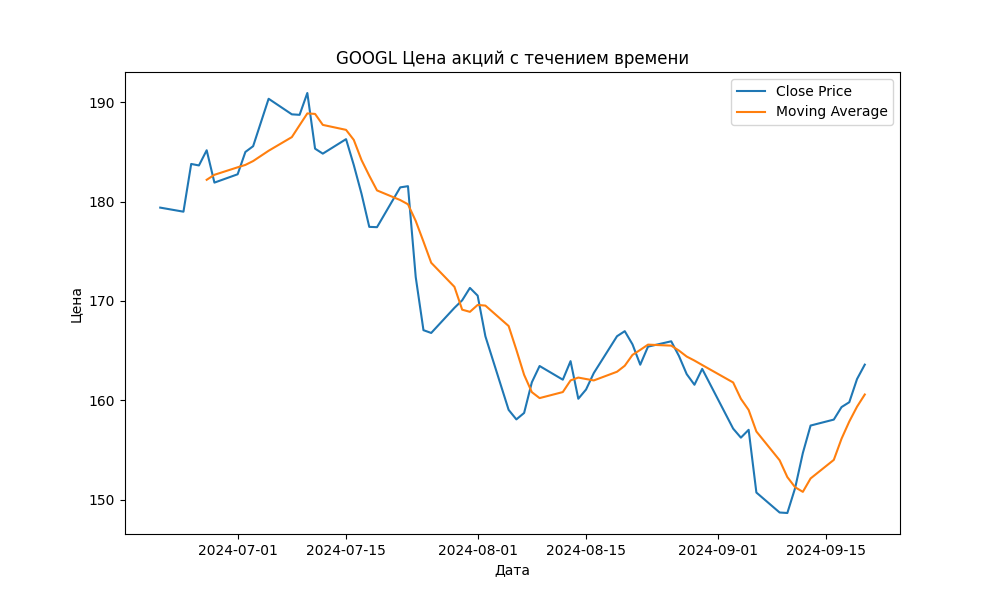 GOOGL Цена акций с течением времени
Close Price
Moving Average
190
180
170
160
150
Цена
2024-07-01 2024-07-15 2024-08-01 2024-08-15 2024-09-01 2024-09-15
Дата